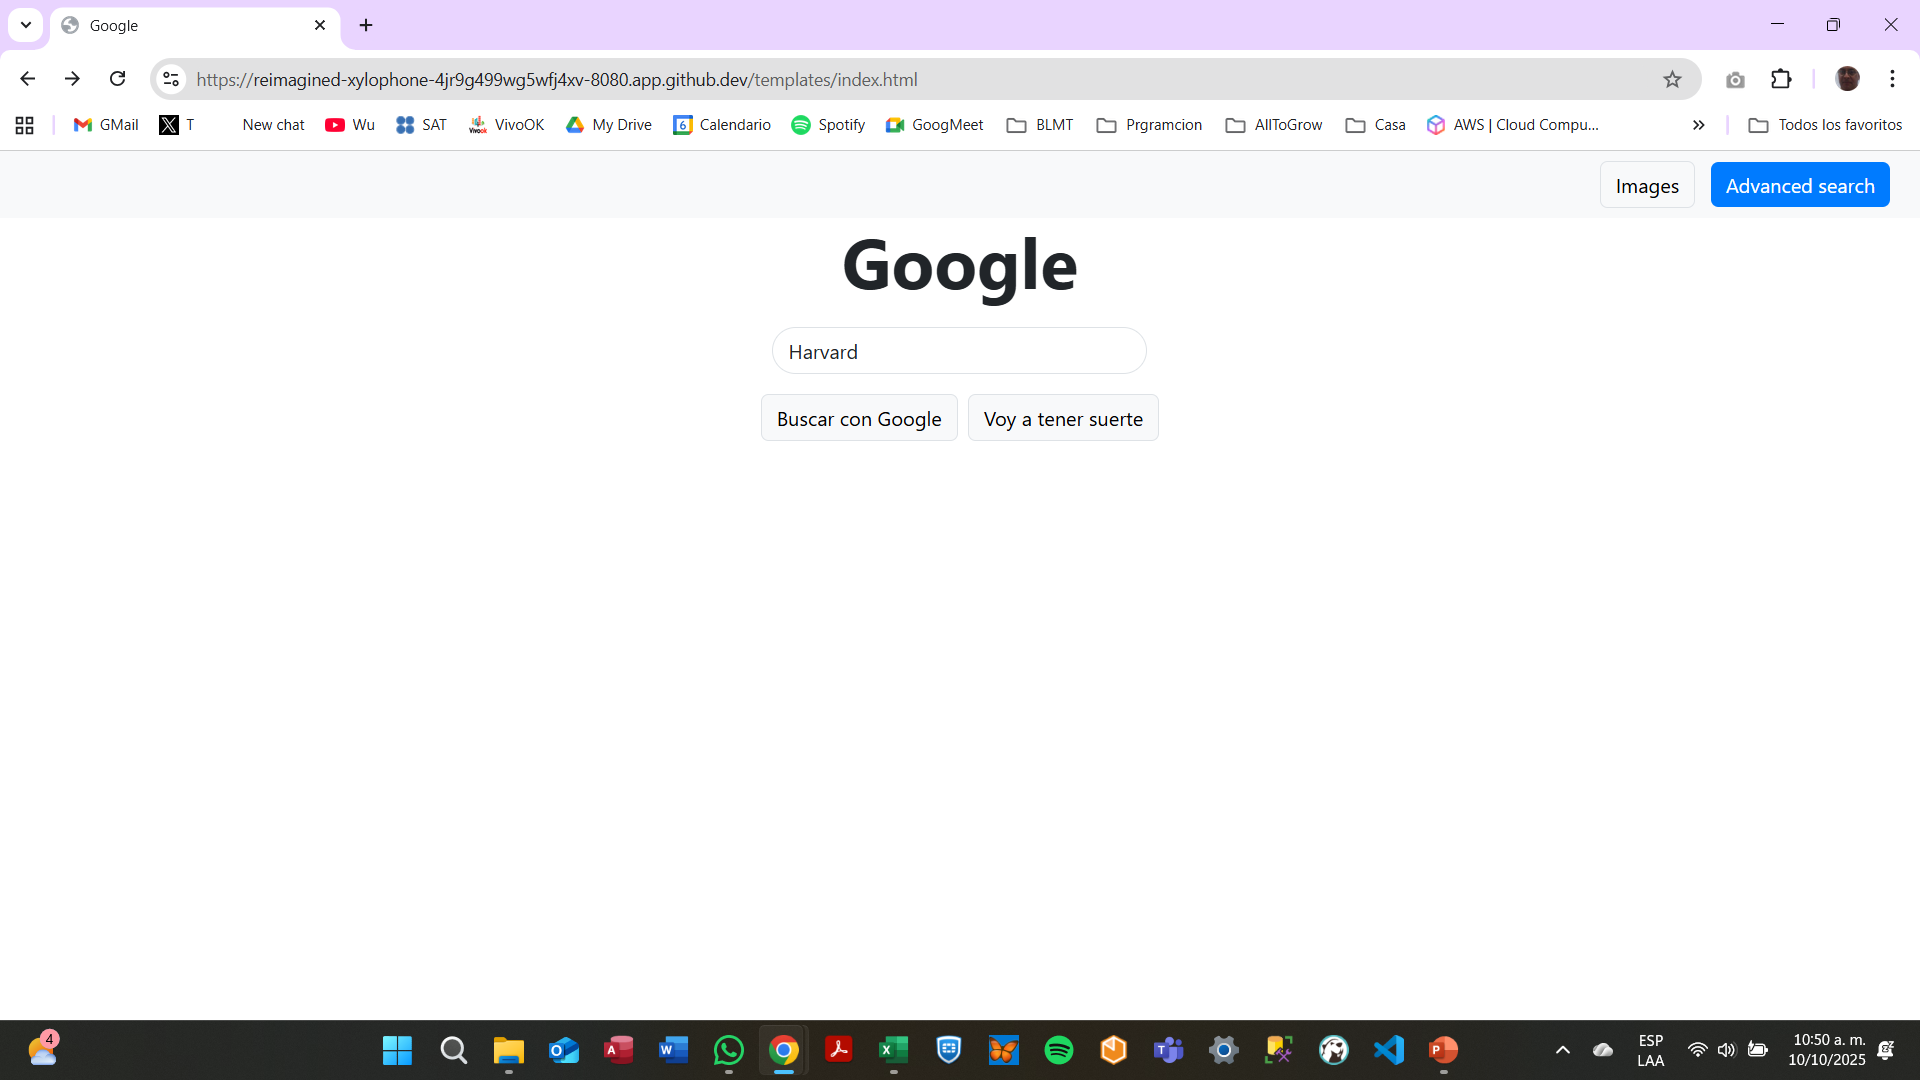 Google
https://reimagined-xylophone-4jr9g499wg5wfj4xv-8080.app.github.dev/templates/index.html
GMail T New chat Wu SAT VivoOK My Drive 6 Calendario Spotify GoogMeet BLMT Prgramcion AllToGrow Casa AWS | Cloud Compu... » Todos los favoritos
Images Advanced search
Google
Harvard
Buscar con Google Voy a tener suerte
4
ESP
LAA
10:50 a. m.
10/10/2025